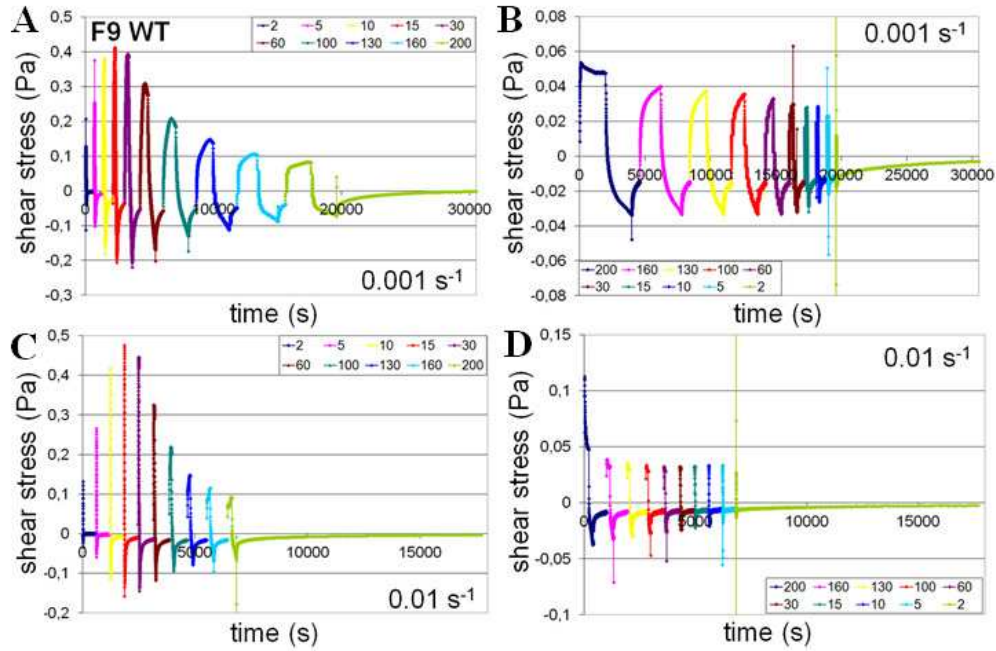 A
F9 WT
2 5 10 15 30
60 100 130 160 200
shear stress (Pa)
0,5
0,4
0,3
0,2
0,1
0
-0,1
-0,2
-0,3
0 10000 20000 30000
0.001 s⁻¹
time (s)
B
0.001 s⁻¹
shear stress (Pa)
0,08
0,06
0,04
0,02
0
-0,02
-0,04
-0,06
-0,08
0 5000 10000 15000 20000 25000 30000
200 160 130 100 60
30 15 10 5 2
time (s)
C
2 5 10 15 30
60 100 130 160 200
shear stress (Pa)
0,5
0,4
0,3
0,2
0,1
0
-0,1
-0,2
0 5000 10000 15000
0.01 s⁻¹
time (s)
D
0.01 s⁻¹
shear stress (Pa)
0,15
0,1
0,05
0
-0,05
-0,1
0 5000 10000 15000
200 160 130 100 60
30 15 10 5 2
time (s)